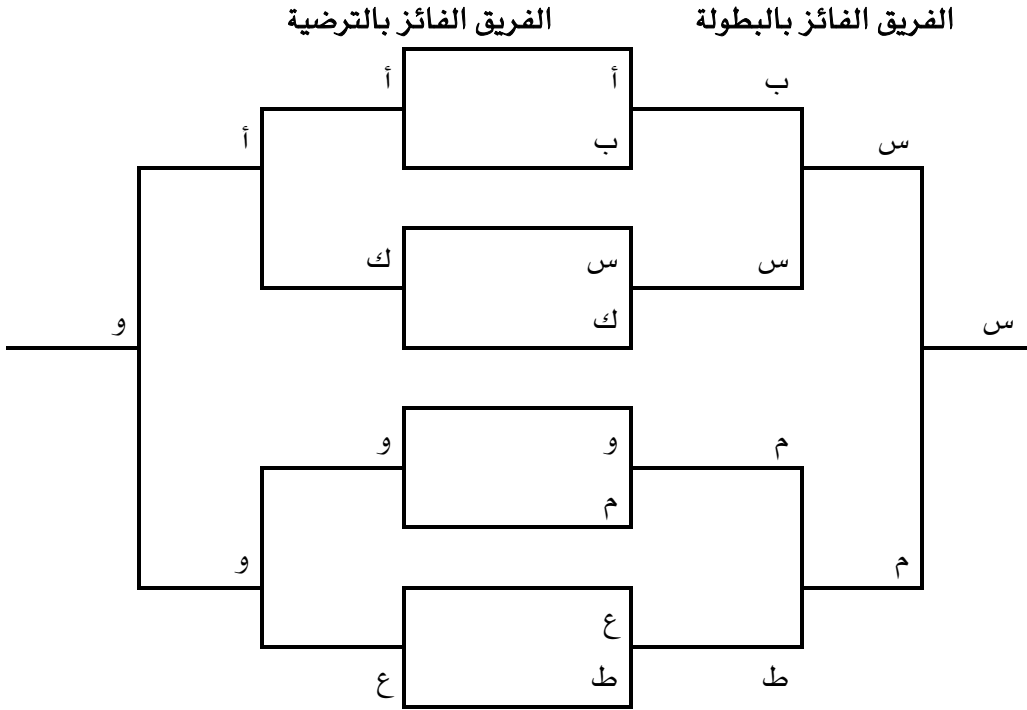 الفريق الفائز بالبطولة الفريق الفائز بالترضية
ب أ أ
س أ ب
س س ك
س ك و
م و و
م م و
ع
ط ط ع